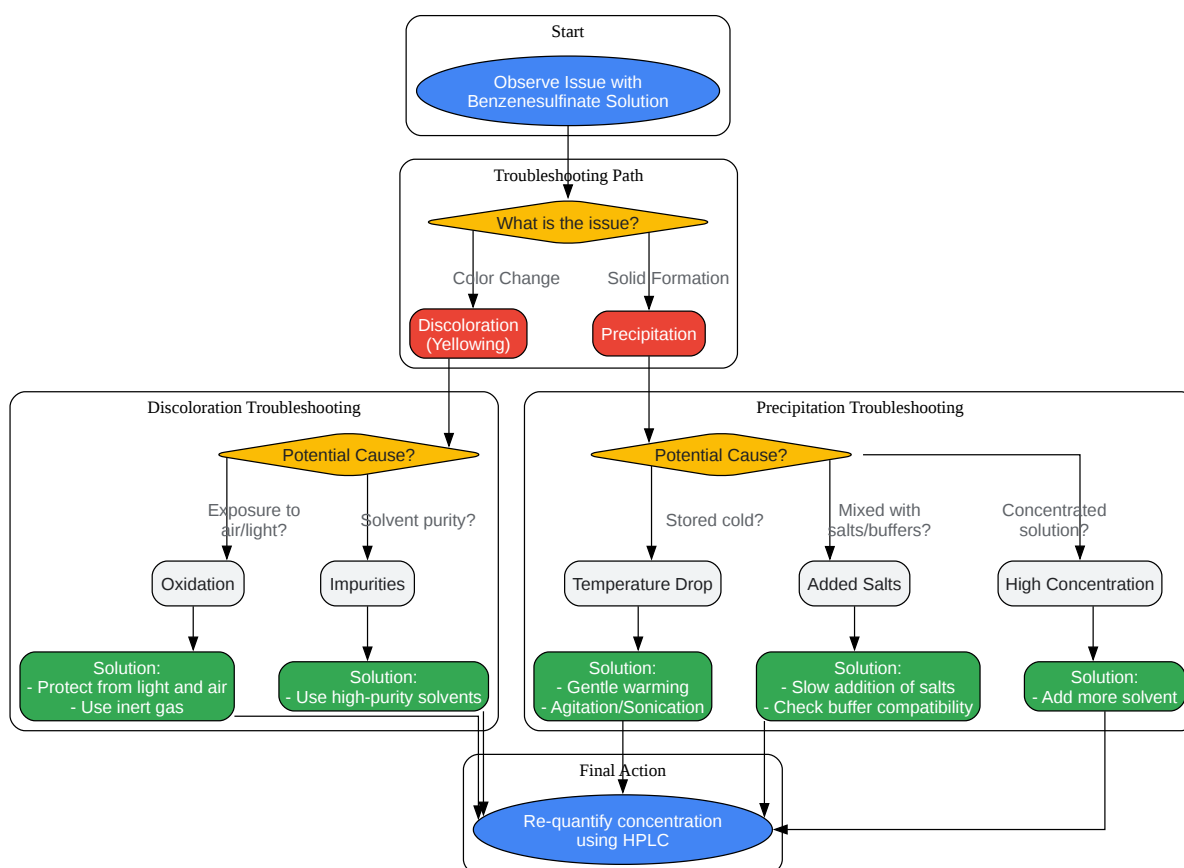 Start
Observe Issue with
Benzenesulfinate Solution
Troubleshooting Path
What is the issue?
Color Change
Solid Formation
Discoloration
(Yellowing)
Precipitation
Discoloration Troubleshooting
Potential Cause?
Exposure to
air/light?
Solvent purity?
Oxidation
Impurities
Solution:
- Protect from light and air
- Use inert gas
Solution:
- Use high-purity solvents
Precipitation Troubleshooting
Potential Cause?
Stored cold?
Mixed with
salts/buffers?
Concentrated
solution?
Temperature Drop
Added Salts
High Concentration
Solution:
- Gentle warming
- Agitation/Sonication
Solution:
- Slow addition of salts
- Check buffer compatibility
Solution:
- Add more solvent
Final Action
Re-quantify concentration
using HPLC